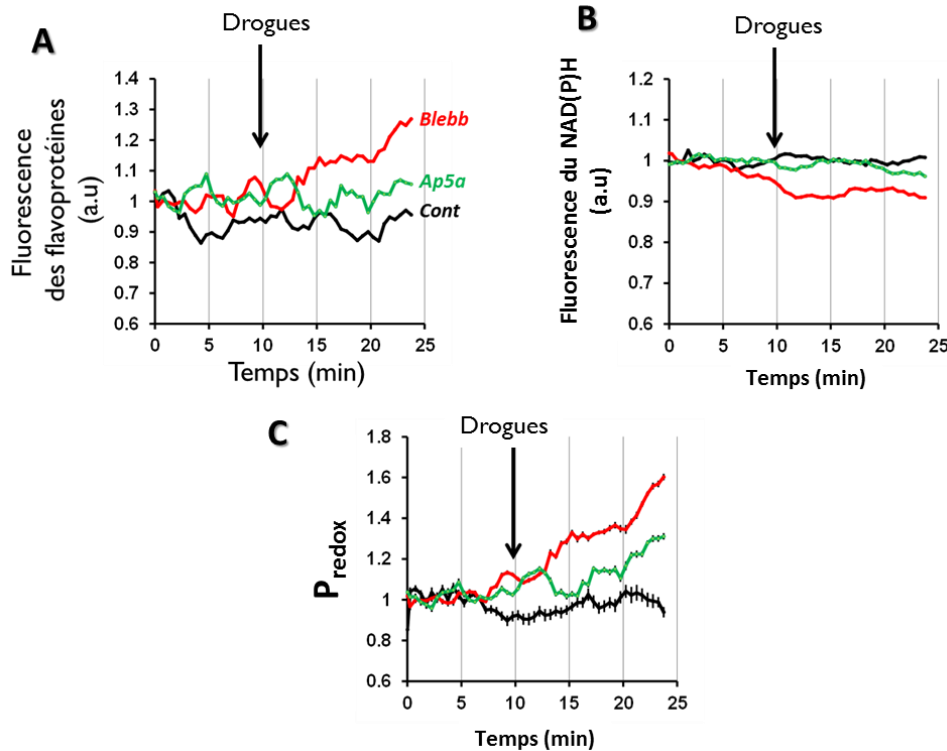 A
Drogues
Fluorescence
des flavoprotéines
(a.u)
1.4
1.3
1.2
1.1
1
0.9
0.8
0.7
0.6
Blebb
Ap5a
Cont
0 5 10 15 20 25
Temps (min)
B
Drogues
Fluorescence du NAD(P)H
(a.u)
1.2
1.1
1
0.9
0.8
0.7
0.6
0 5 10 15 20 25
Temps (min)
C
Drogues
Predox
1.8
1.6
1.4
1.2
1
0.8
0.6
0 5 10 15 20 25
Temps (min)